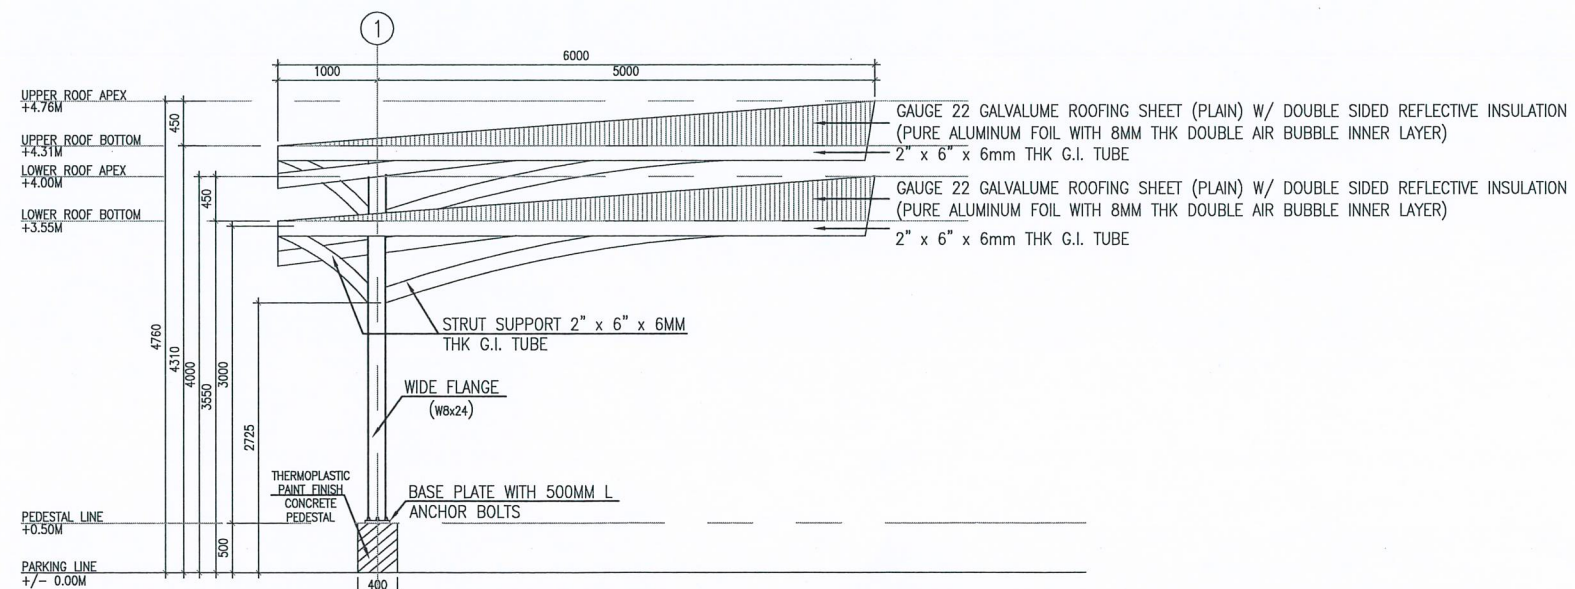 1
6000
1000
5000
UPPER ROOF APEX
+4.76M
450
UPPER ROOF BOTTOM
+4.31M
LOWER ROOF APEX
+4.00M
450
LOWER ROOF BOTTOM
+3.55M
GAUGE 22 GALVALUME ROOFING SHEET (PLAIN) W/ DOUBLE SIDED REFLECTIVE INSULATION
(PURE ALUMINUM FOIL WITH 8MM THK DOUBLE AIR BUBBLE INNER LAYER)
2" x 6" x 6mm THK G.I. TUBE
GAUGE 22 GALVALUME ROOFING SHEET (PLAIN) W/ DOUBLE SIDED REFLECTIVE INSULATION
(PURE ALUMINUM FOIL WITH 8MM THK DOUBLE AIR BUBBLE INNER LAYER)
2" x 6" x 6mm THK G.I. TUBE
STRUT SUPPORT 2" x 6" x 6MM
THK G.I. TUBE
4760
4310
4000
3550
3000
2725
WIDE FLANGE
(W8x24)
THERMOPLASTIC
PAINT FINISH
CONCRETE
PEDESTAL
BASE PLATE WITH 500MM L
ANCHOR BOLTS
PEDESTAL LINE
+0.50M
500
PARKING LINE
+/- 0.00M
400